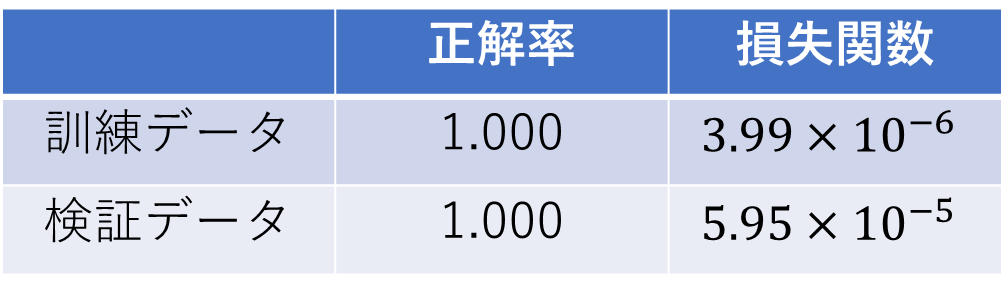 正解率 損失関数
訓練データ 1.000 3.99 × 10⁻⁶
検証データ 1.000 5.95 × 10⁻⁵